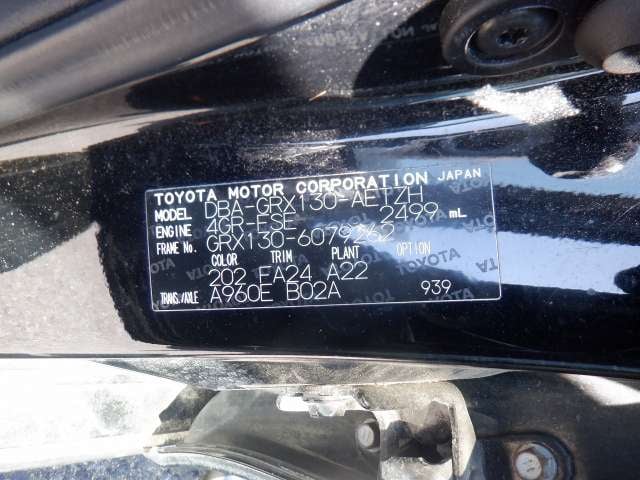 TOYOTA MOTOR CORPORATION JAPAN
MODEL DBA-GRX130-AETZH
ENGINE 4GR-FSE 2499 mL
FRAME No. GRX130-6079262
COLOR TRIM PLANT OPTION
202 FA24 A22
TRANS./AXLE A960E B02A 939